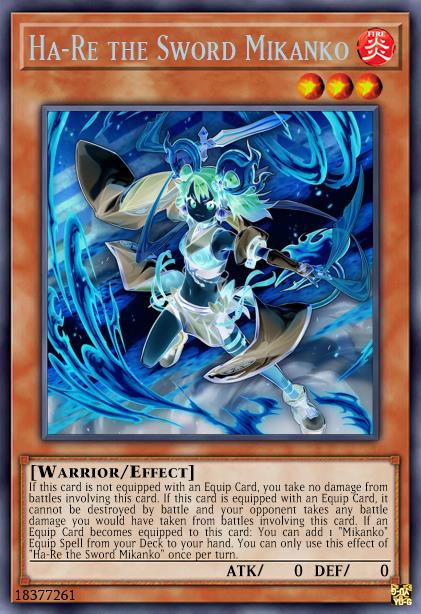 HA-RE THE SWORD MIKANKO
FIRE
炎
[WARRIOR/EFFECT]
If this card is not equipped with an Equip Card, you take no damage from
battles involving this card. If this card is equipped with an Equip Card, it
cannot be destroyed by battle and your opponent takes any battle
damage you would have taken from battles involving this card. If an
Equip Card becomes equipped to this card: You can add 1 "Mikanko"
Equip Spell from your Deck to your hand. You can only use this effect of
"Ha-Re the Sword Mikanko" once per turn.
ATK/ 0 DEF/ 0
18377261